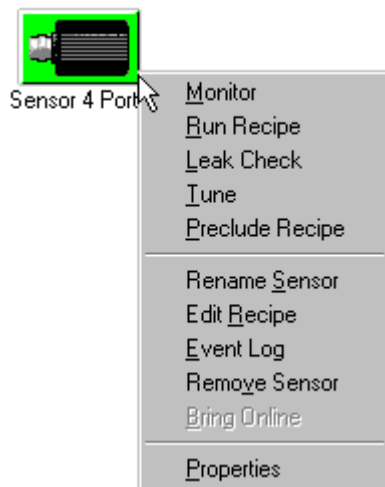 Sensor 4 Port
Monitor
Run Recipe
Leak Check
Tune
Preclude Recipe
Rename Sensor
Edit Recipe
Event Log
Remove Sensor
Bring Online
Properties